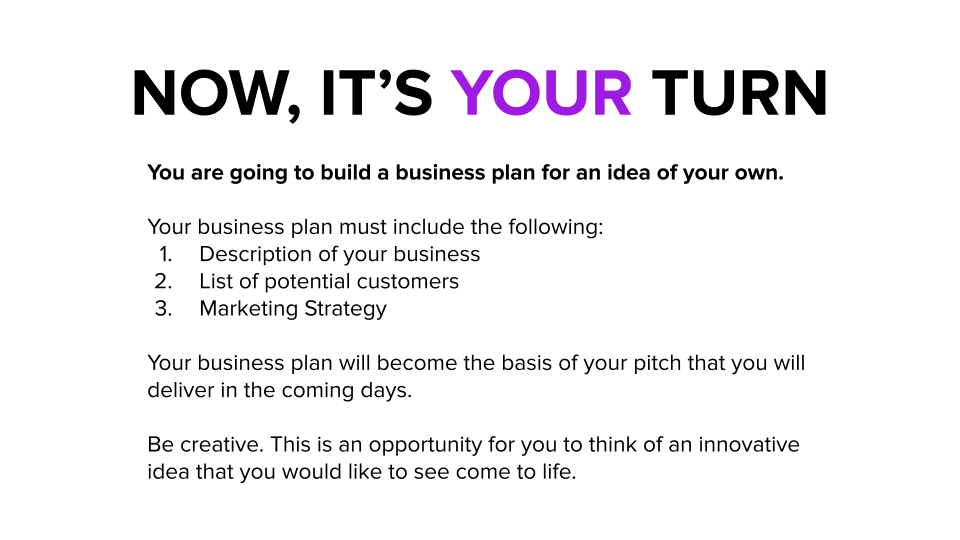 NOW, IT’S YOUR TURN
You are going to build a business plan for an idea of your own.
Your business plan must include the following:
1. Description of your business
2. List of potential customers
3. Marketing Strategy
Your business plan will become the basis of your pitch that you will
deliver in the coming days.
Be creative. This is an opportunity for you to think of an innovative
idea that you would like to see come to life.